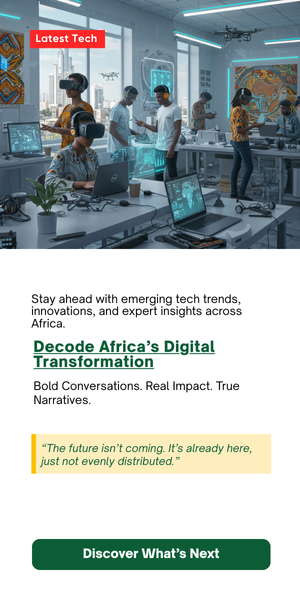 Latest Tech
Stay ahead with emerging tech trends,
innovations, and expert insights across
Africa.
Decode Africa’s Digital
Transformation
Bold Conversations. Real Impact. True
Narratives.
“The future isn’t coming. It’s already here,
just not evenly distributed.”
Discover What’s Next